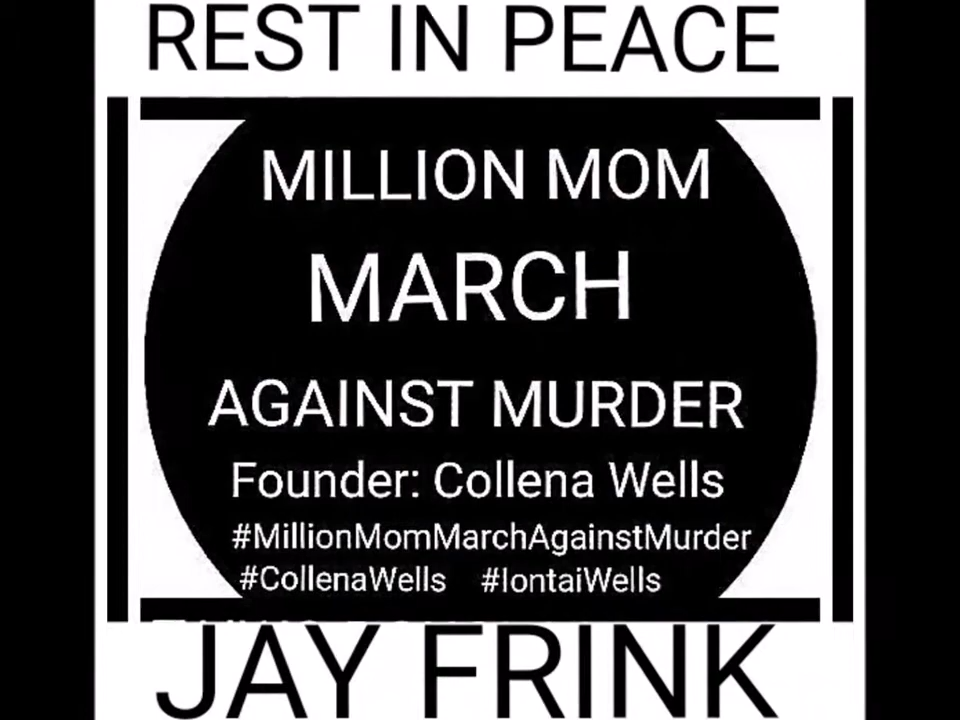 REST IN PEACE
MILLION MOM
MARCH
AGAINST MURDER
Founder: Collena Wells
#MillionMomMarchAgainstMurder
#CollenaWells #IontaiWells
JAY FRINK